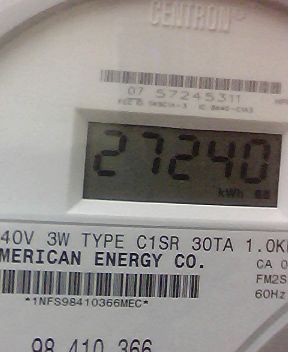 CENTRON
07 57245311
27240
kWh
40V 3W TYPE C1SR 30TA 1.0K
MERICAN ENERGY CO.
CA 0
FM2S
60Hz
*1NFS98410366MEC*
98 410 366